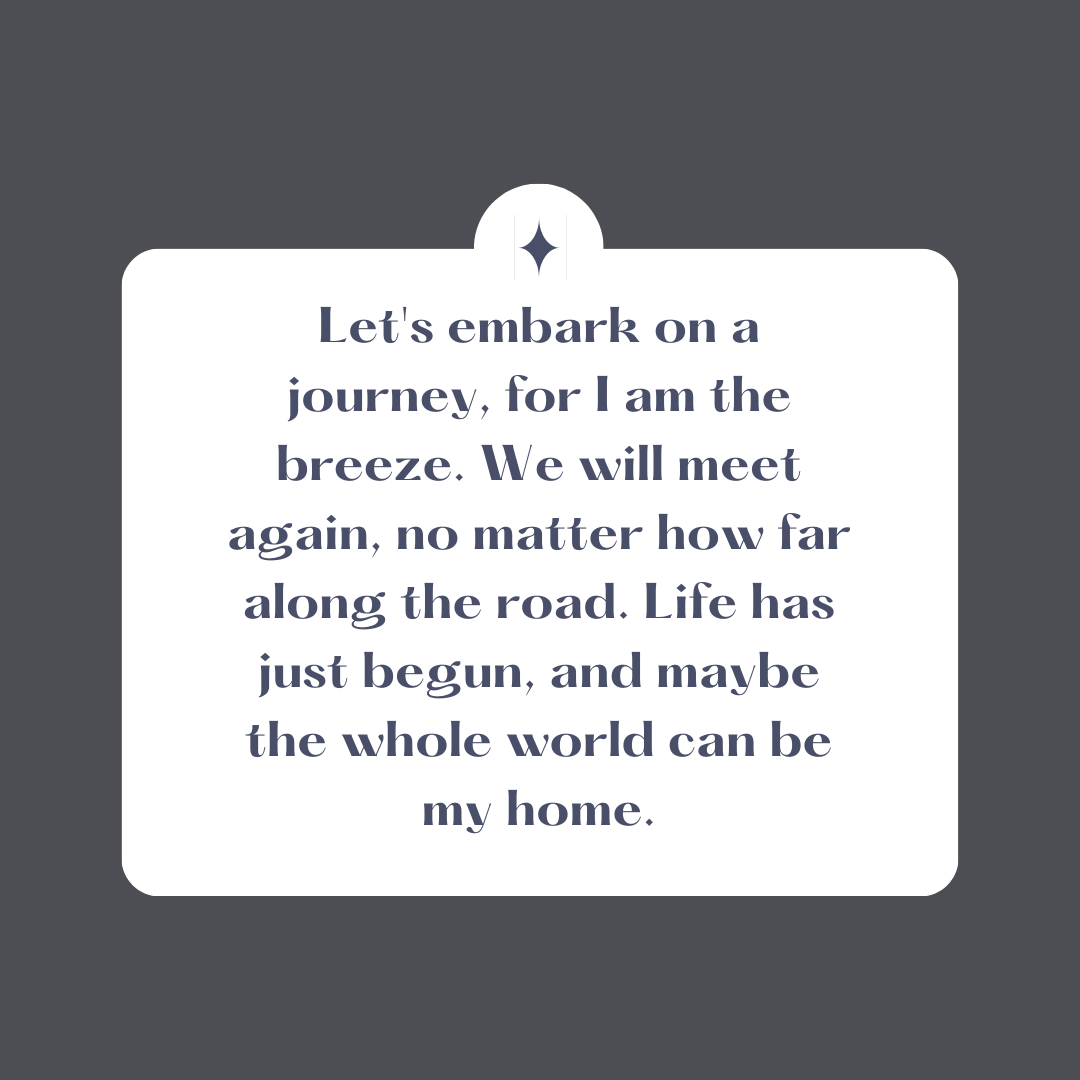 Let's embark on a
journey, for I am the
breeze. We will meet
again, no matter how far
along the road. Life has
just begun, and maybe
the whole world can be
my home.